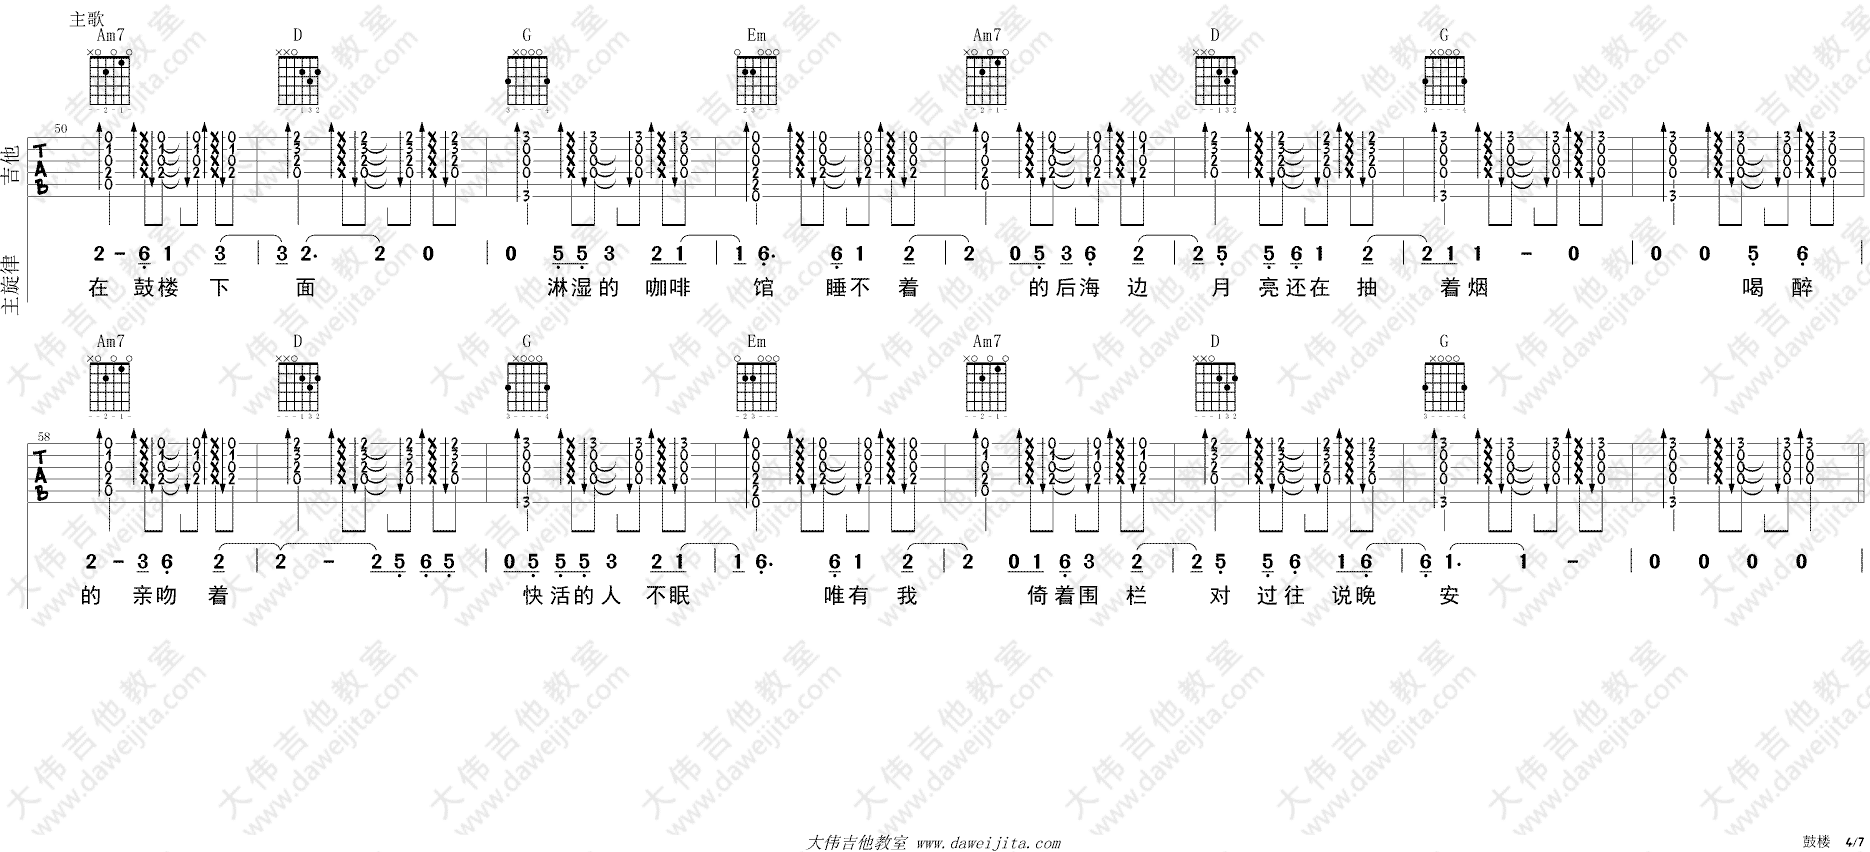 主歌
Am7 D G Em Am7 D G
吉他
50
TAB
主旋律
2 - 6 1 3 | 3 2. 2 0 | 0 5 5 3 2 1 | 1 6. 6 1 2 | 2 0 5 3 6 2 | 2 5 5 6 1 2 | 2 1 1 - 0 | 0 0 5 6
在 鼓楼 下 面 淋湿的 咖啡 馆 睡不 着 的后海 边 月 亮还在 抽 着烟 喝 醉
Am7 D G Em Am7 D G
58
TAB
2 - 3 6 2 | 2 - 2 5 6 5 | 0 5 5 5 3 2 1 | 1 6. 6 1 2 | 2 0 1 6 3 2 | 2 5 5 6 1 6 | 6 1. 1 - | 0 0 0 0
的 亲吻 着 快活的人 不眠 唯有 我 倚着围 栏 对 过往 说晚 安
大伟吉他教室 www.daweijita.com
鼓楼 4/7